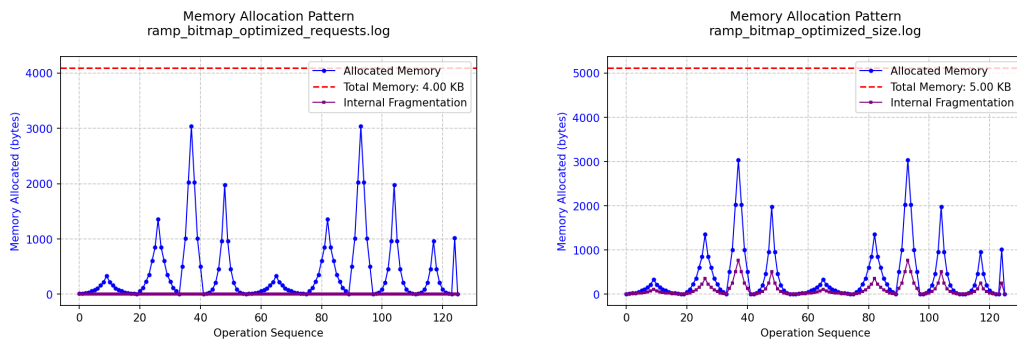 Memory Allocation Pattern
ramp_bitmap_optimized_requests.log
Memory Allocated (bytes)
4000
3000
2000
1000
0
Allocated Memory
Total Memory: 4.00 KB
Internal Fragmentation
0
20
40
60
80
100
120
Operation Sequence
Memory Allocation Pattern
ramp_bitmap_optimized_size.log
Memory Allocated (bytes)
5000
4000
3000
2000
1000
0
Allocated Memory
Total Memory: 5.00 KB
Internal Fragmentation
0
20
40
60
80
100
120
Operation Sequence